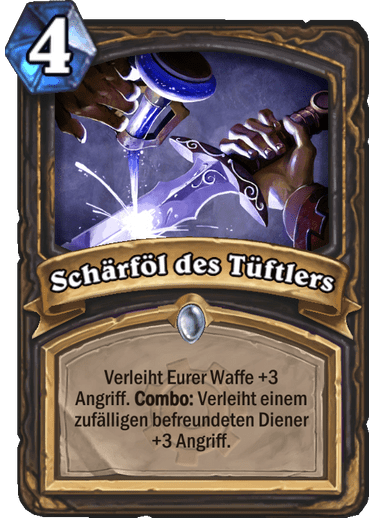 4
Schärföl des Tüftlers
Verleiht Eurer Waffe +3
Angriff. Combo: Verleiht einem
zufälligen befreundeten Diener
+3 Angriff.